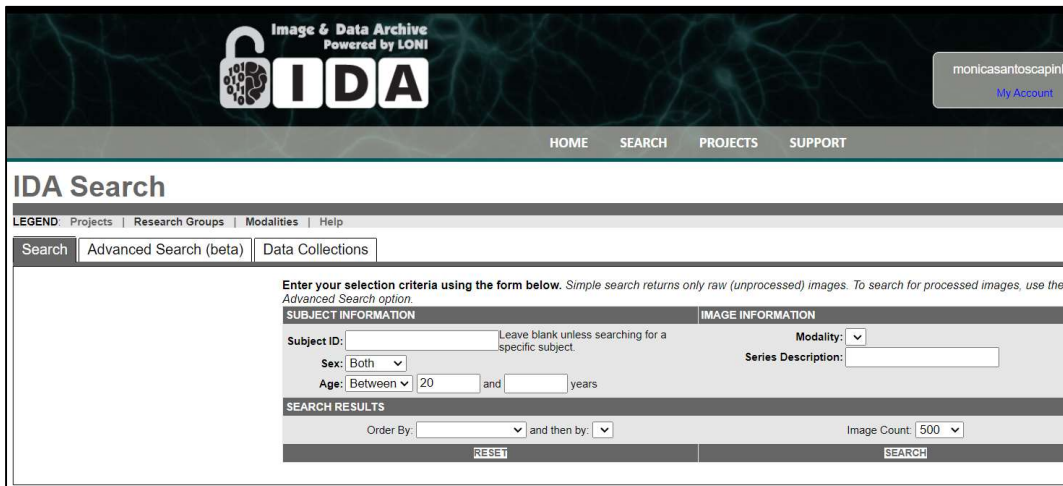 Image & Data Archive
Powered by LONI
IDA
My Account
HOME SEARCH PROJECTS SUPPORT
IDA Search
LEGEND: Projects | Research Groups | Modalities | Help
Search Advanced Search (beta) Data Collections
Enter your selection criteria using the form below. Simple search returns only raw (unprocessed) images. To search for processed images, use the
Advanced Search option.
SUBJECT INFORMATION IMAGE INFORMATION
Subject ID: Leave blank unless searching for a Modality:
specific subject. Series Description:
Sex: Both
Age: Between 20 and years
SEARCH RESULTS
Order By: and then by: Image Count: 500
RESET SEARCH